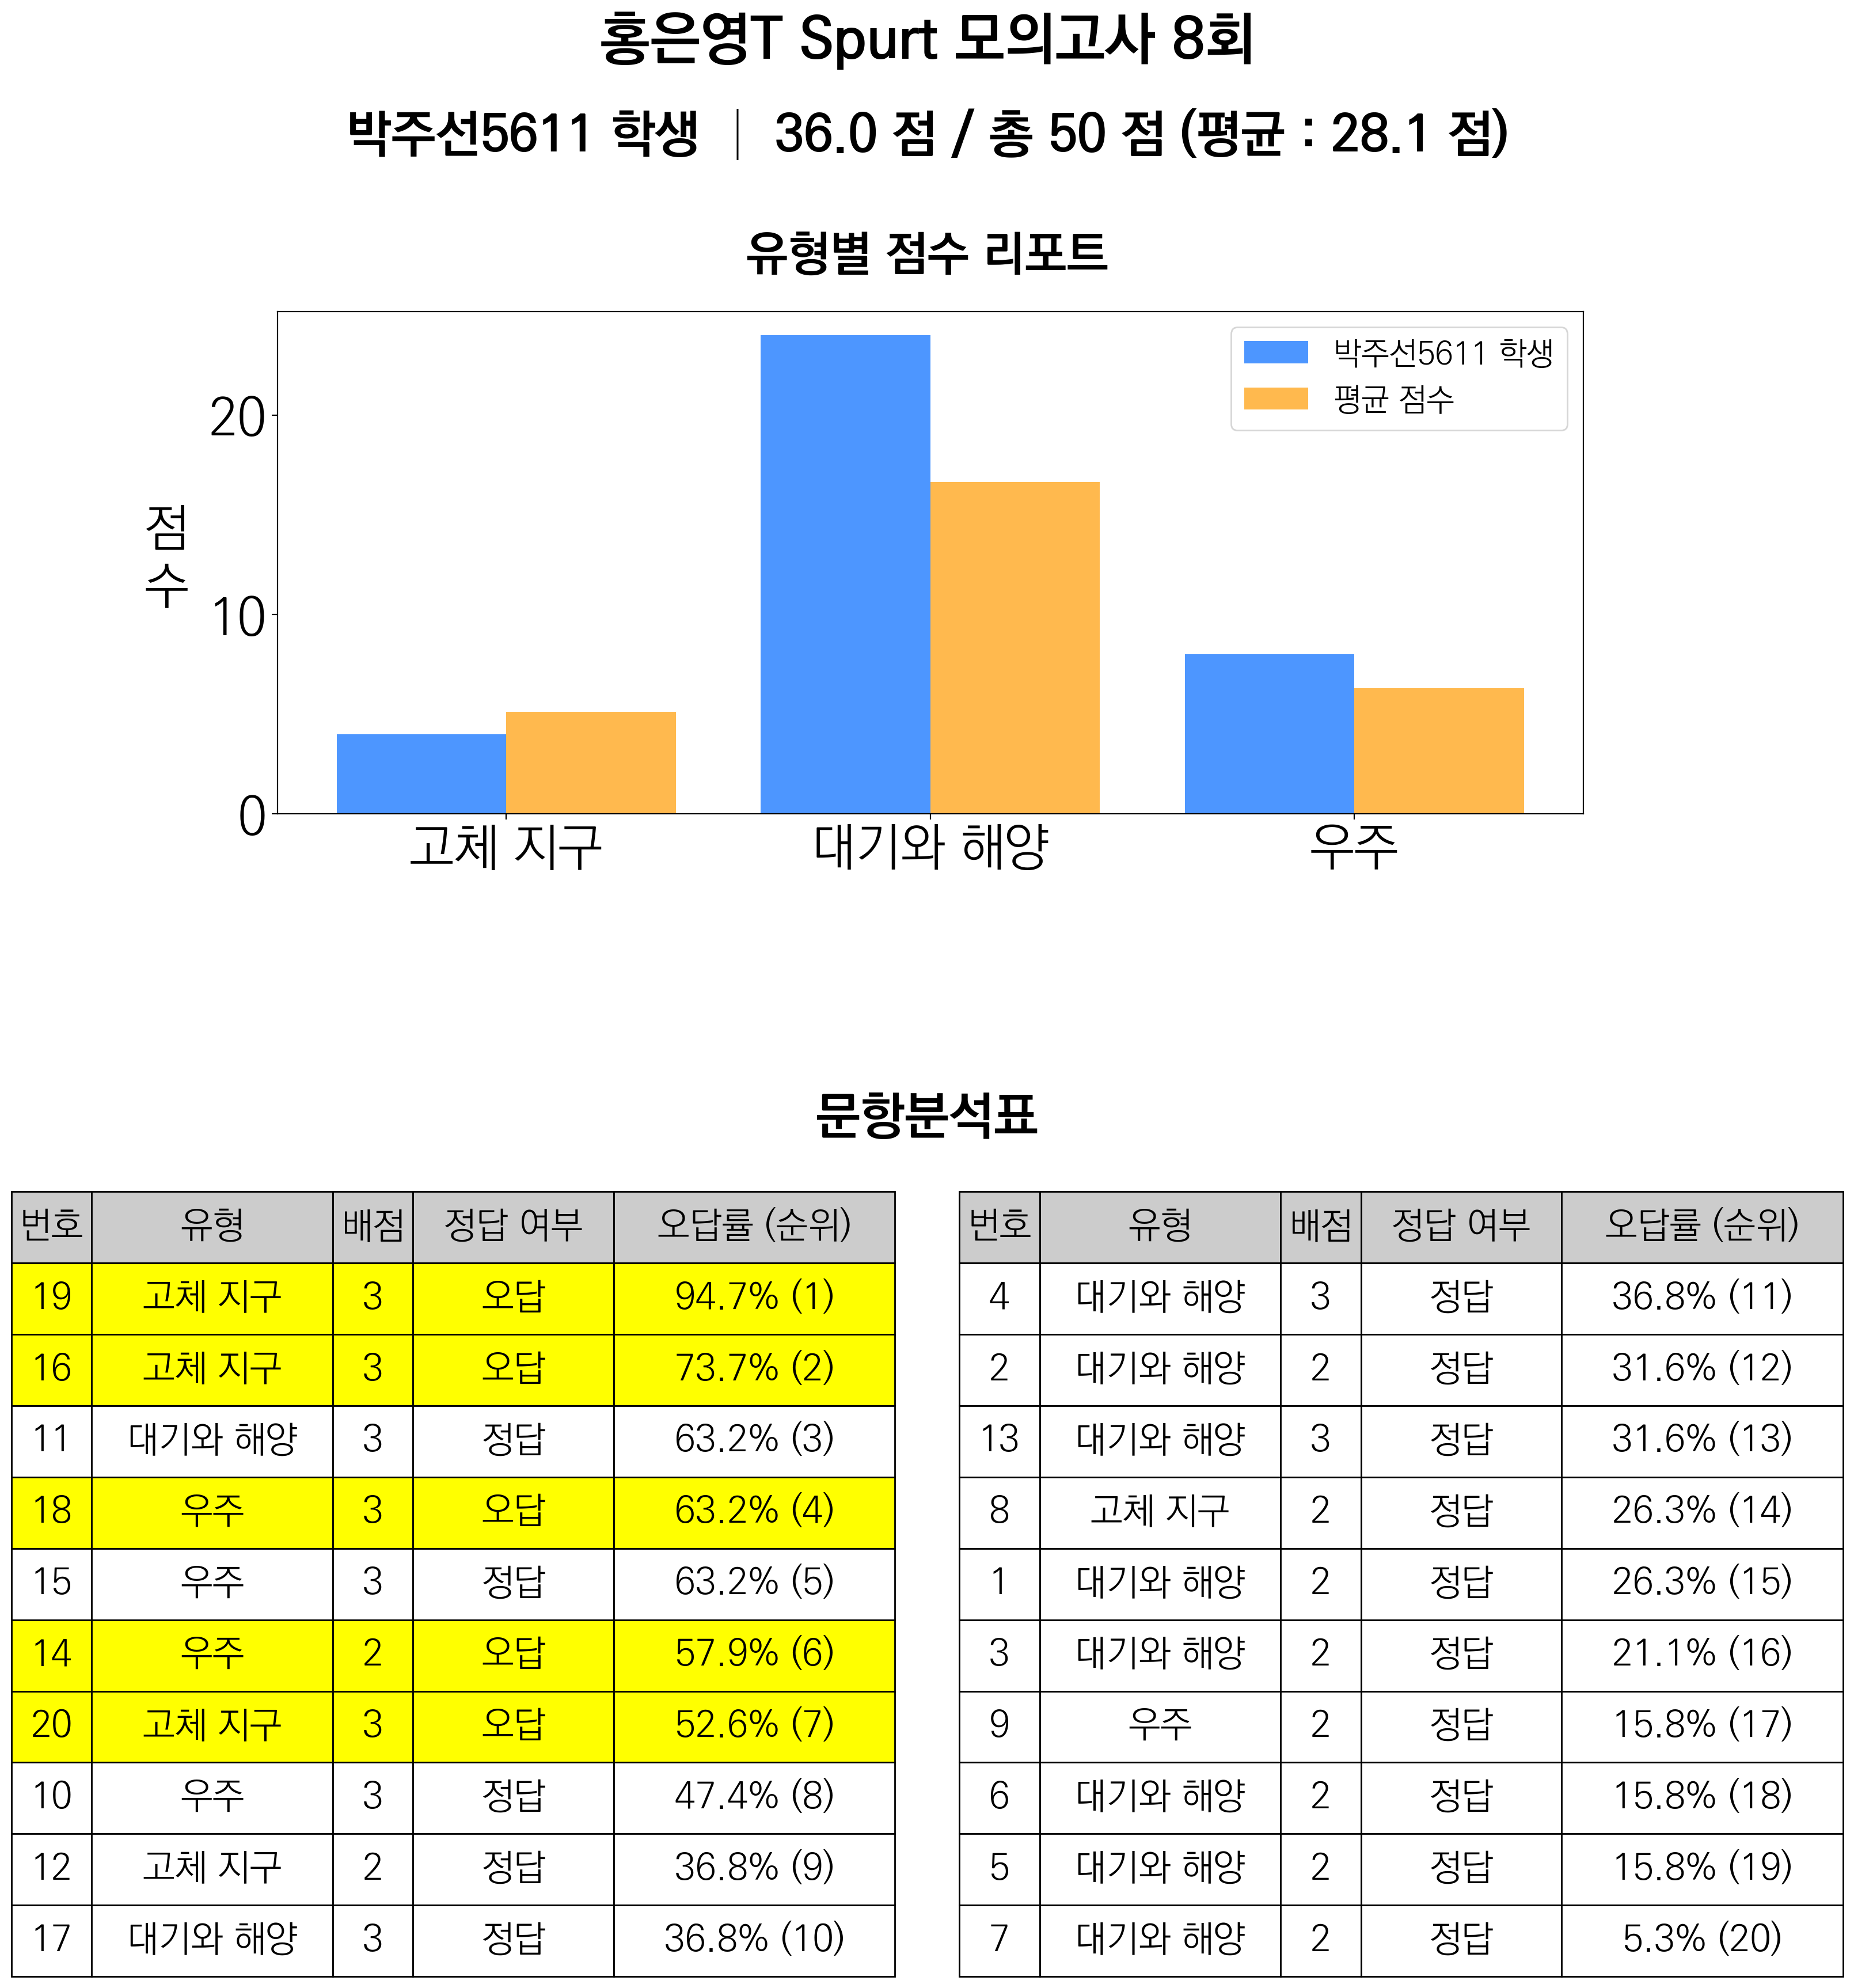 홍은영T Spurt 모의고사 8회
박주선5611 학생 │ 36.0 점 / 총 50 점 (평균 : 28.1 점)
유형별 점수 리포트
박주선5611 학생
평균 점수
점
수
20
10
0
고체 지구 대기와 해양 우주
문항분석표
번호 유형 배점 정답 여부 오답률 (순위)
19 고체 지구 3 오답 94.7% (1)
16 고체 지구 3 오답 73.7% (2)
11 대기와 해양 3 정답 63.2% (3)
18 우주 3 오답 63.2% (4)
15 우주 3 정답 63.2% (5)
14 우주 2 오답 57.9% (6)
20 고체 지구 3 오답 52.6% (7)
10 우주 3 정답 47.4% (8)
12 고체 지구 2 정답 36.8% (9)
17 대기와 해양 3 정답 36.8% (10)
번호 유형 배점 정답 여부 오답률 (순위)
4 대기와 해양 3 정답 36.8% (11)
2 대기와 해양 2 정답 31.6% (12)
13 대기와 해양 3 정답 31.6% (13)
8 고체 지구 2 정답 26.3% (14)
1 대기와 해양 2 정답 26.3% (15)
3 대기와 해양 2 정답 21.1% (16)
9 우주 2 정답 15.8% (17)
6 대기와 해양 2 정답 15.8% (18)
5 대기와 해양 2 정답 15.8% (19)
7 대기와 해양 2 정답 5.3% (20)